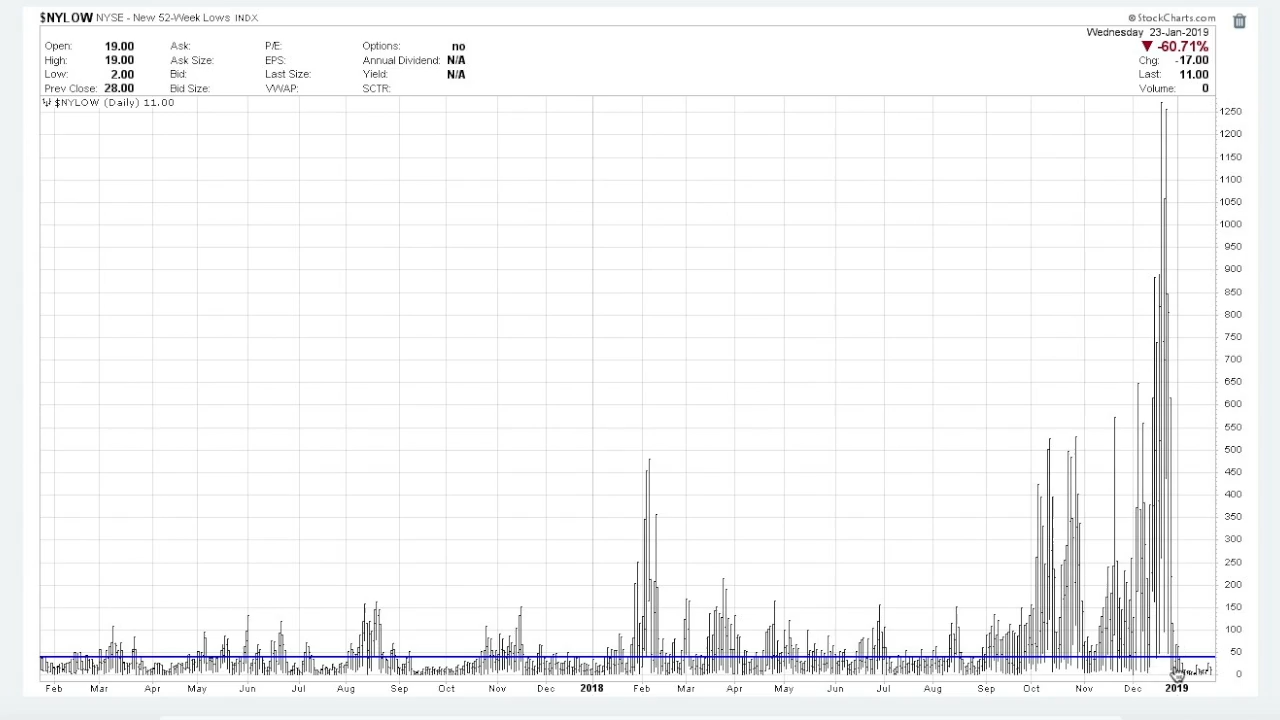 $NYLOW NYSE - New 52-Week Lows INDX
© StockCharts.com
Wednesday 23-Jan-2019
Open: 19.00 Ask: P/E: Options: no ▼ -60.71%
High: 19.00 Ask Size: EPS: Annual Dividend: N/A Chg: -17.00
Low: 2.00 Bid: Last Size: Yield: N/A Last: 11.00
Prev Close: 28.00 Bid Size: VWAP: SCTR: Volume: 0
$NYLOW (Daily) 11.00
1250
1200
1150
1100
1050
1000
950
900
850
800
750
700
650
600
550
500
450
400
350
300
250
200
150
100
50
0
Feb Mar Apr May Jun Jul Aug Sep Oct Nov Dec 2018 Feb Mar Apr May Jun Jul Aug Sep Oct Nov Dec 2019